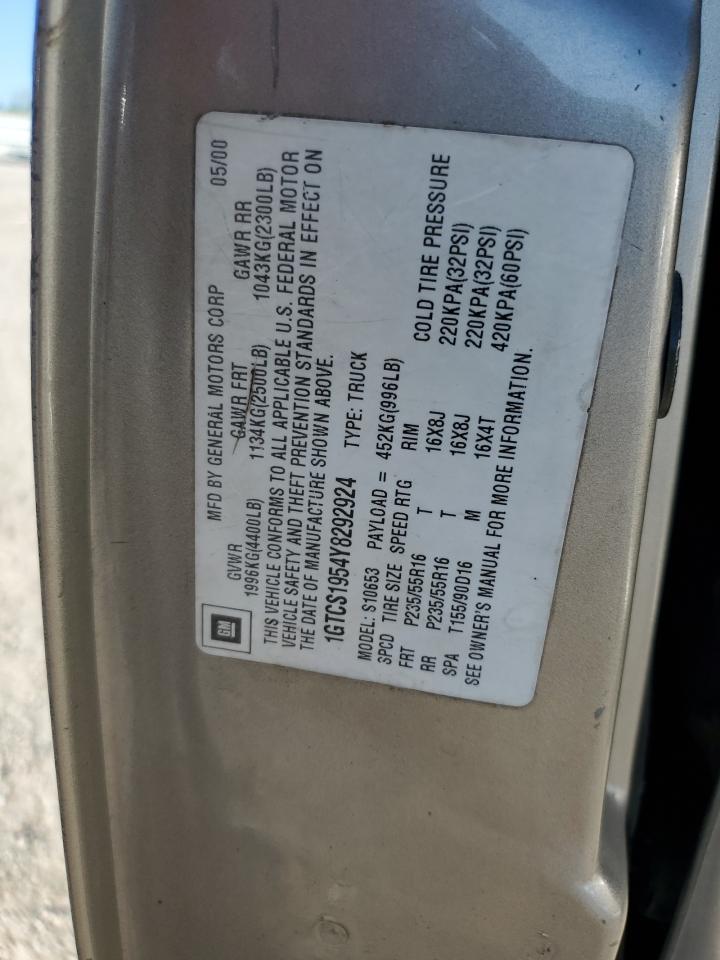 MFD BY GENERAL MOTORS CORP 05/00
GVWR GAWR FRT GAWR RR
1996KG(4400LB) 1134KG(2500LB) 1043KG(2300LB)
THIS VEHICLE CONFORMS TO ALL APPLICABLE U.S. FEDERAL MOTOR
VEHICLE SAFETY AND THEFT PREVENTION STANDARDS IN EFFECT ON
THE DATE OF MANUFACTURE SHOWN ABOVE.
1GTCS1954Y8292924 TYPE: TRUCK
MODEL: S10653 PAYLOAD = 452KG(996LB)
SPCD TIRE SIZE SPEED RTG RIM COLD TIRE PRESSURE
FRT P235/55R16 T 16X8J 220KPA(32PSI)
RR P235/55R16 T 16X8J 220KPA(32PSI)
SPA T155/90D16 M 16X4T 420KPA(60PSI)
SEE OWNER'S MANUAL FOR MORE INFORMATION.
GM